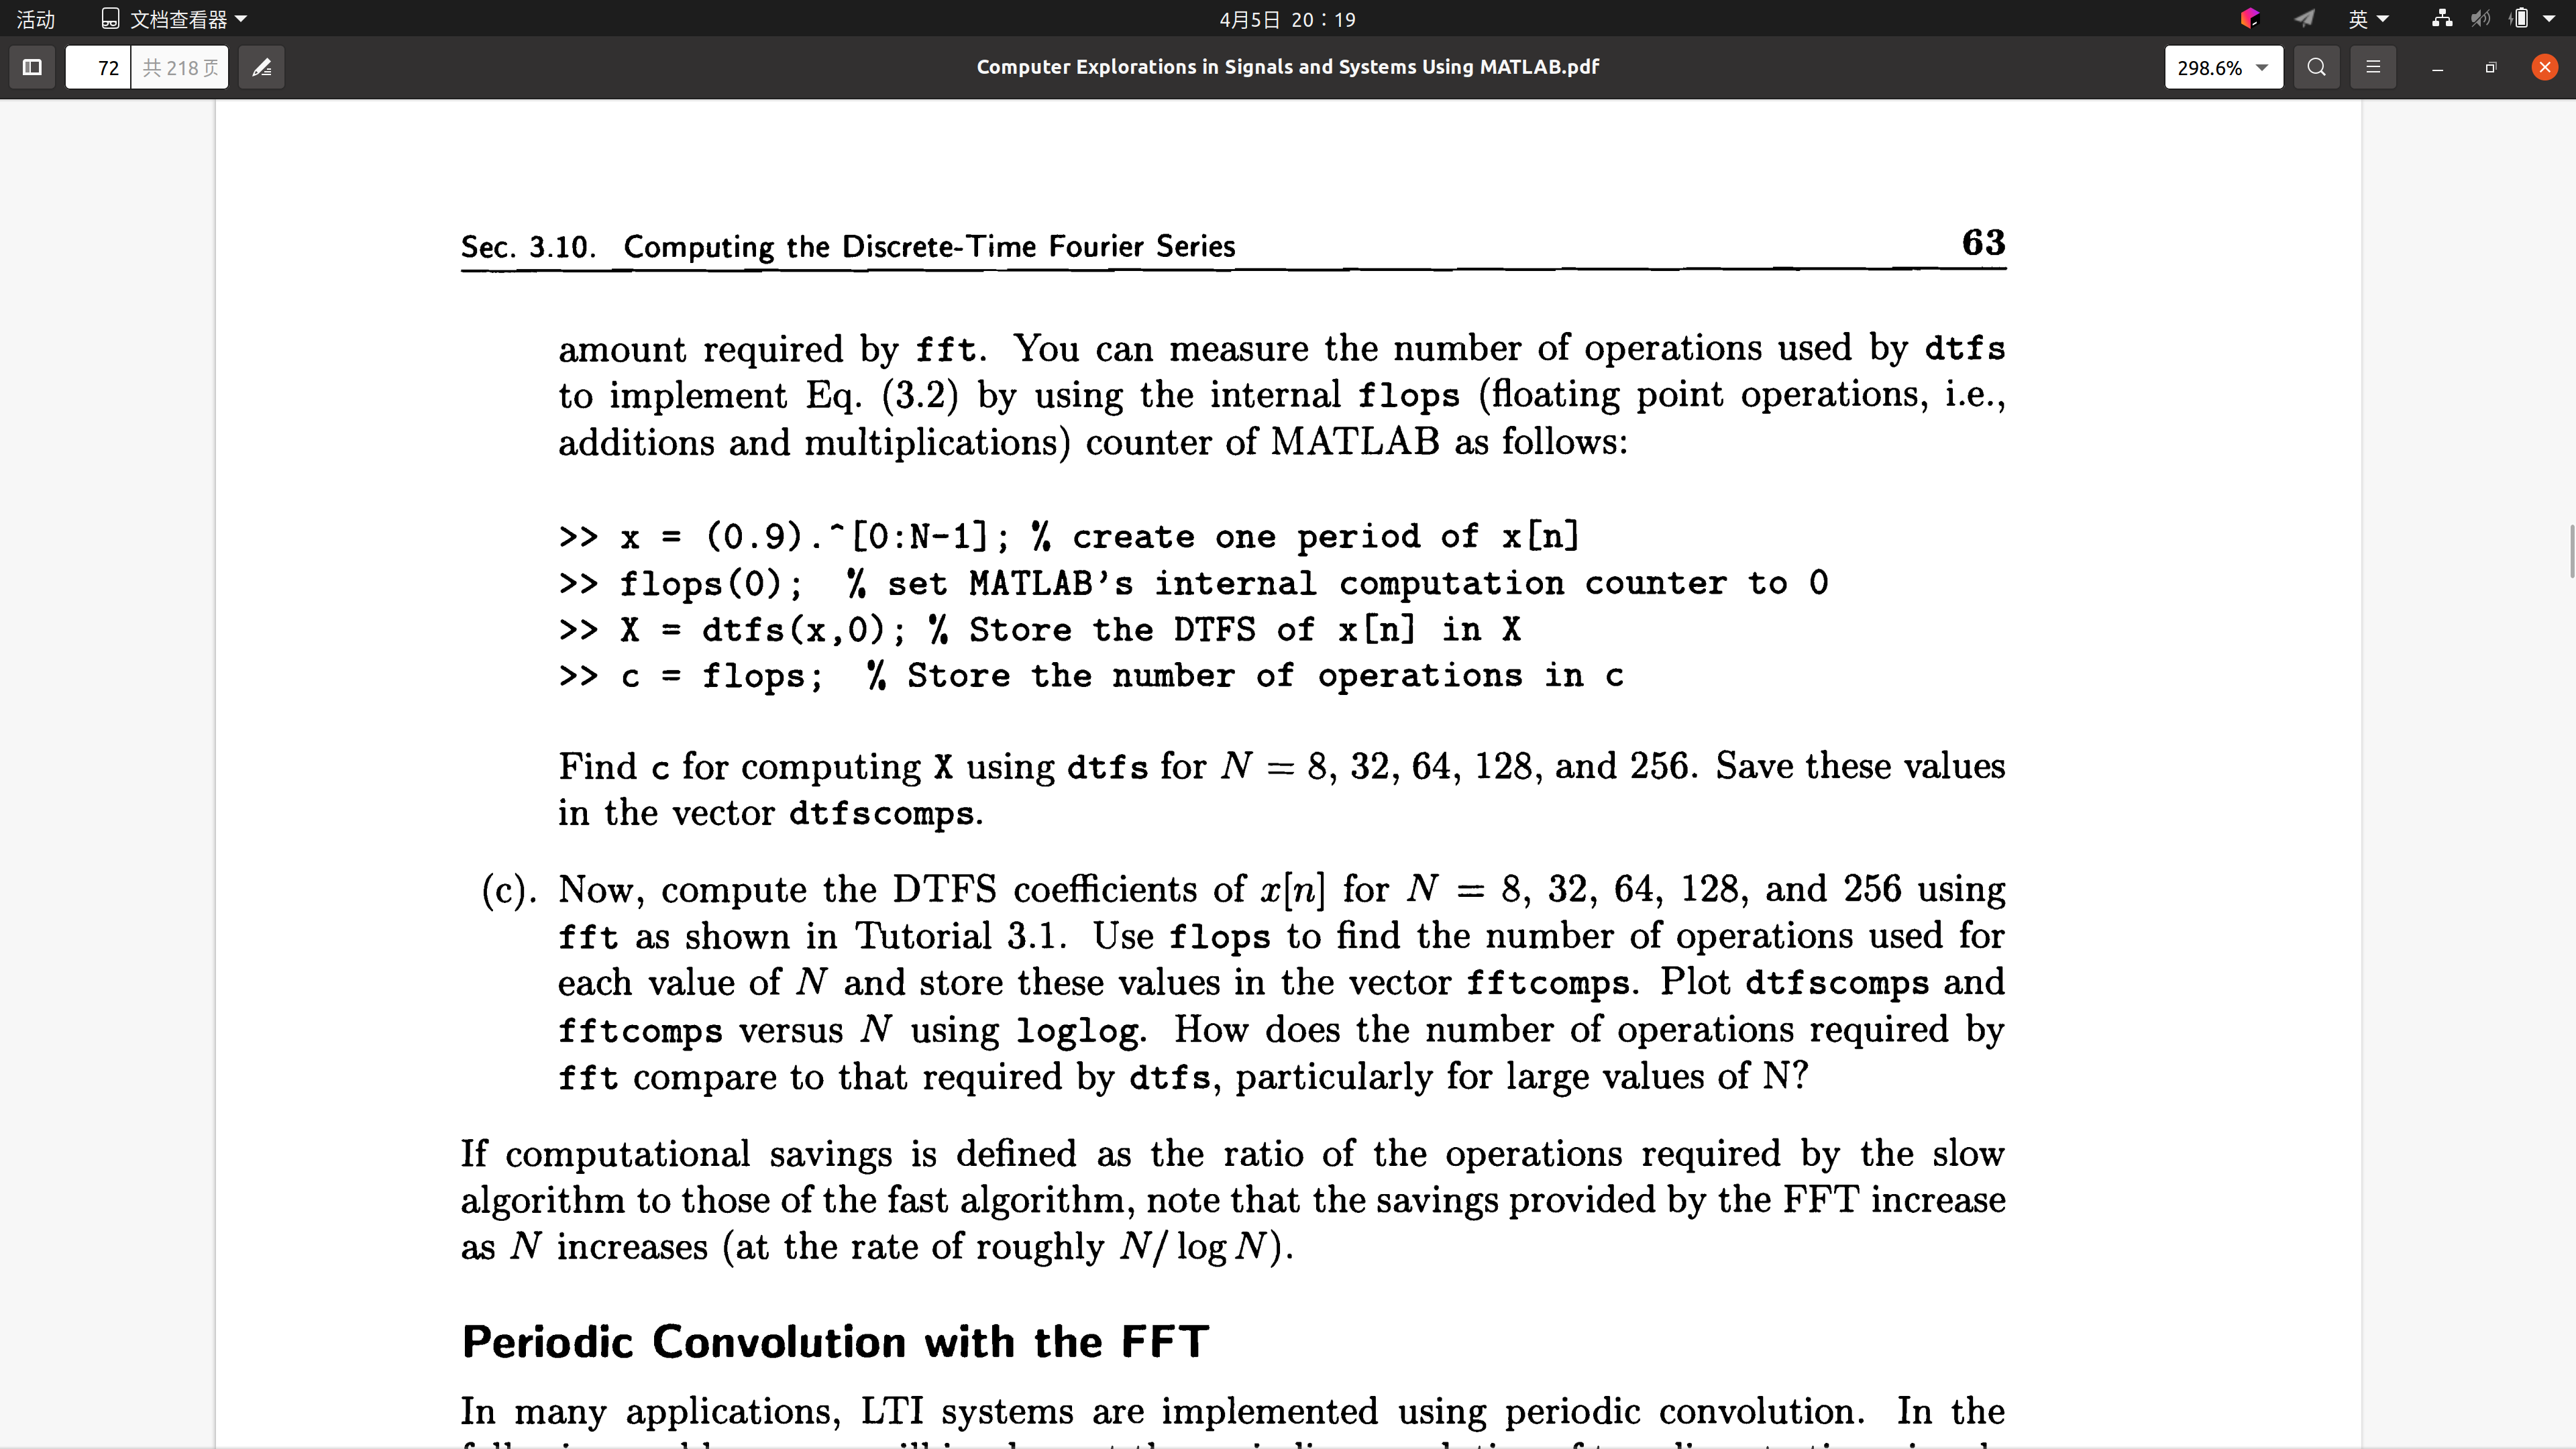 活动 文档查看器 4月5日 20：19 英
72 共 218 页 Computer Explorations in Signals and Systems Using MATLAB.pdf 298.6%
Sec. 3.10. Computing the Discrete-Time Fourier Series 63
amount required by fft. You can measure the number of operations used by dtfs
to implement Eq. (3.2) by using the internal flops (floating point operations, i.e.,
additions and multiplications) counter of MATLAB as follows:
>> x = (0.9).^[0:N-1]; % create one period of x[n]
>> flops(0); % set MATLAB's internal computation counter to 0
>> X = dtfs(x,0); % Store the DTFS of x[n] in X
>> c = flops; % Store the number of operations in c
Find c for computing X using dtfs for N = 8, 32, 64, 128, and 256. Save these values
in the vector dtfscomps.
(c). Now, compute the DTFS coefficients of x[n] for N = 8, 32, 64, 128, and 256 using
fft as shown in Tutorial 3.1. Use flops to find the number of operations used for
each value of N and store these values in the vector fftcomps. Plot dtfscomps and
fftcomps versus N using loglog. How does the number of operations required by
fft compare to that required by dtfs, particularly for large values of N?
If computational savings is defined as the ratio of the operations required by the slow
algorithm to those of the fast algorithm, note that the savings provided by the FFT increase
as N increases (at the rate of roughly N/ log N).
Periodic Convolution with the FFT
In many applications, LTI systems are implemented using periodic convolution. In the